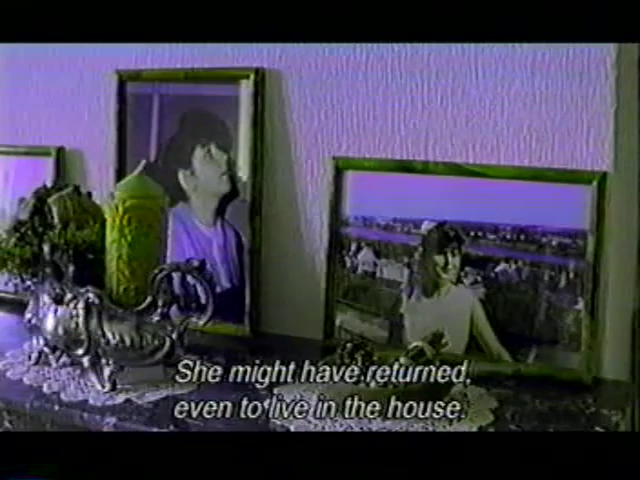 She might have returned,
even to live in the house.